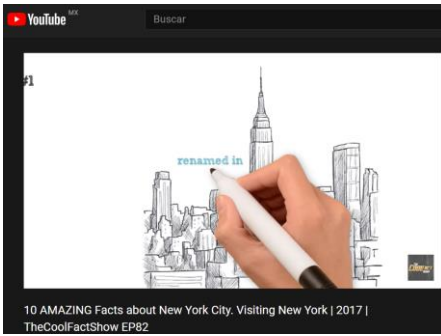 YouTube MX
Buscar
#1
renamed in
10 AMAZING Facts about New York City. Visiting New York | 2017 |
TheCoolFactShow EP82